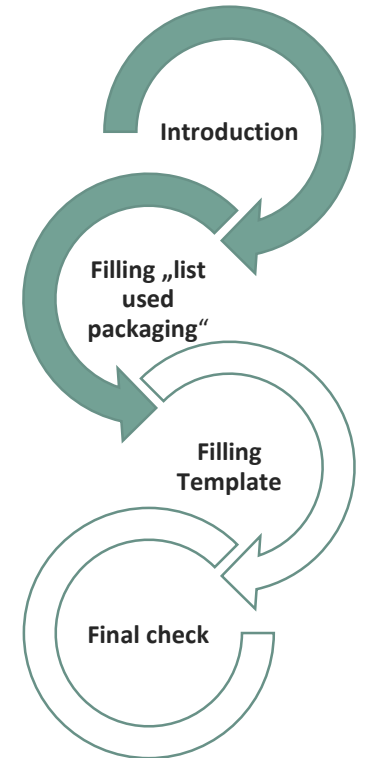 Introduction
Filling „list
used
packaging“
Filling
Template
Final check